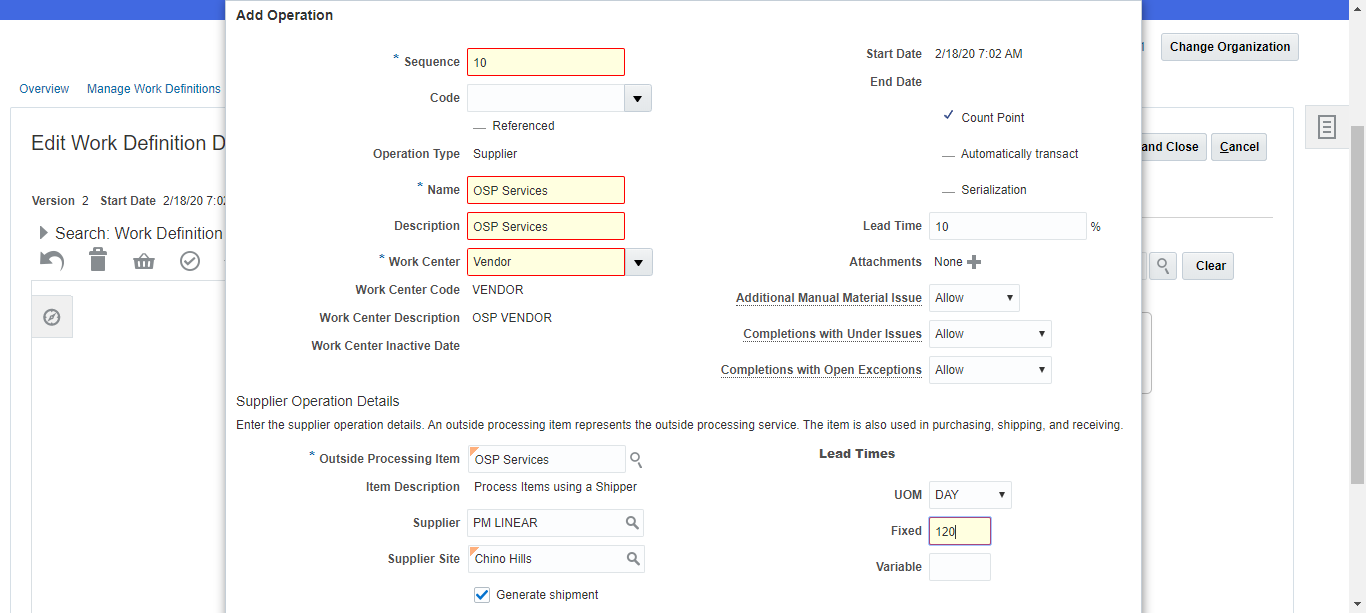 Add Operation
* Sequence 10
Code
Referenced
Operation Type Supplier
* Name OSP Services
Description OSP Services
* Work Center Vendor
Work Center Code VENDOR
Work Center Description OSP VENDOR
Work Center Inactive Date
Start Date 2/18/20 7:02 AM
End Date
Count Point
Automatically transact
Serialization
Lead Time 10 %
Attachments None
Additional Manual Material Issue Allow
Completions with Under Issues Allow
Completions with Open Exceptions Allow
Supplier Operation Details
Enter the supplier operation details. An outside processing item represents the outside processing service. The item is also used in purchasing, shipping, and receiving.
* Outside Processing Item OSP Services
Item Description Process Items using a Shipper
Supplier PM LINEAR
Supplier Site Chino Hills
Generate shipment
Lead Times
UOM DAY
Fixed 120
Variable
Change Organization
Overview Manage Work Definitions
Edit Work Definition D
and Close Cancel
Version 2 Start Date 2/18/20 7:02
Search: Work Definition
Clear